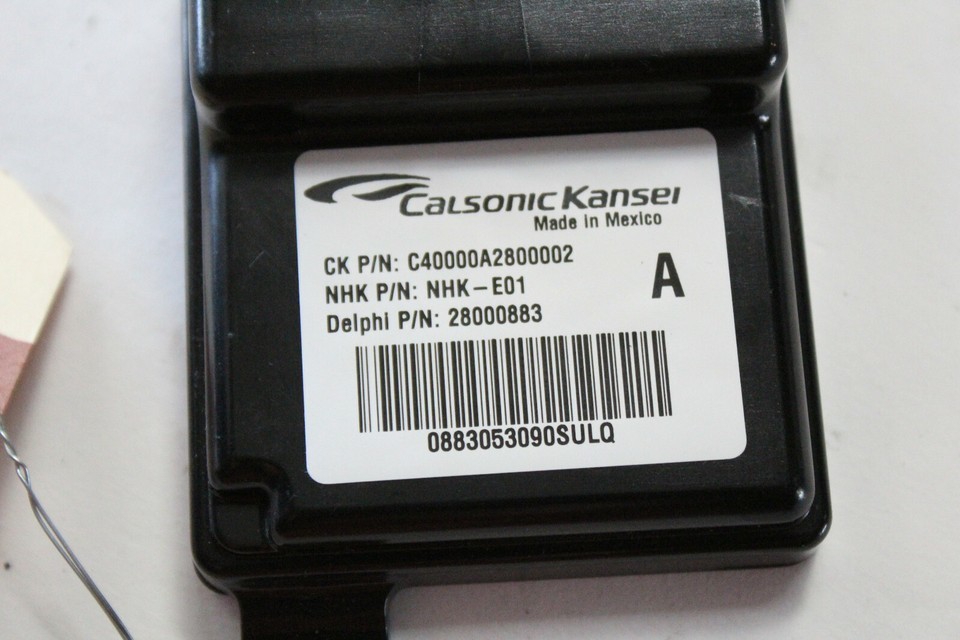 CalsonicKansei
Made in Mexico
CK P/N: C40000A2800002
NHK P/N: NHK-E01
A
Delphi P/N: 28000883
0883053090SULQ